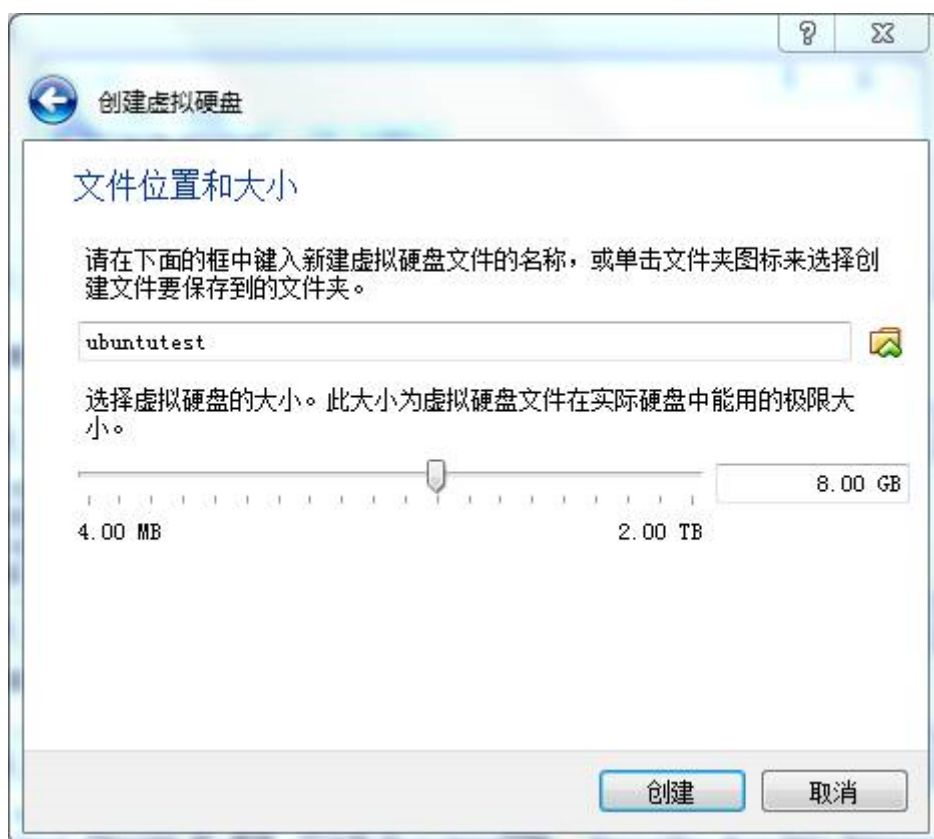 创建虚拟硬盘
文件位置和大小
请在下面的框中键入新建虚拟硬盘文件的名称，或单击文件夹图标来选择创
建文件要保存到的文件夹。
ubuntutest
选择虚拟硬盘的大小。此大小为虚拟硬盘文件在实际硬盘中能用的极限大
小。
8.00 GB
4.00 MB
2.00 TB
创建
取消